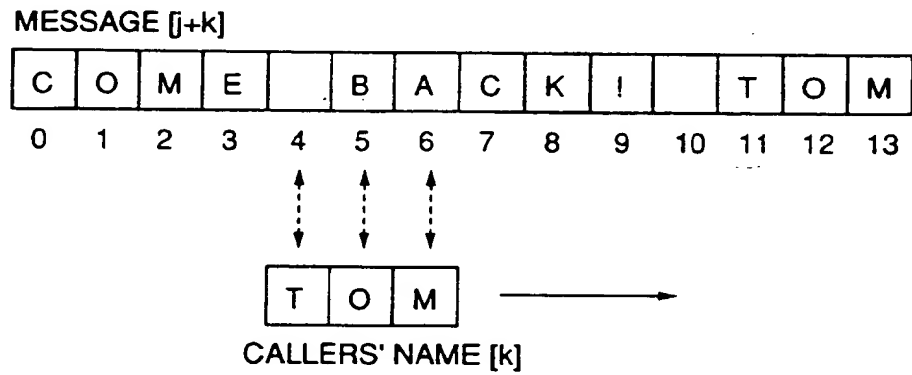 MESSAGE [j+k]
C O M E B A C K ! T O M
0 1 2 3 4 5 6 7 8 9 10 11 12 13
T O M
CALLERS' NAME [k]